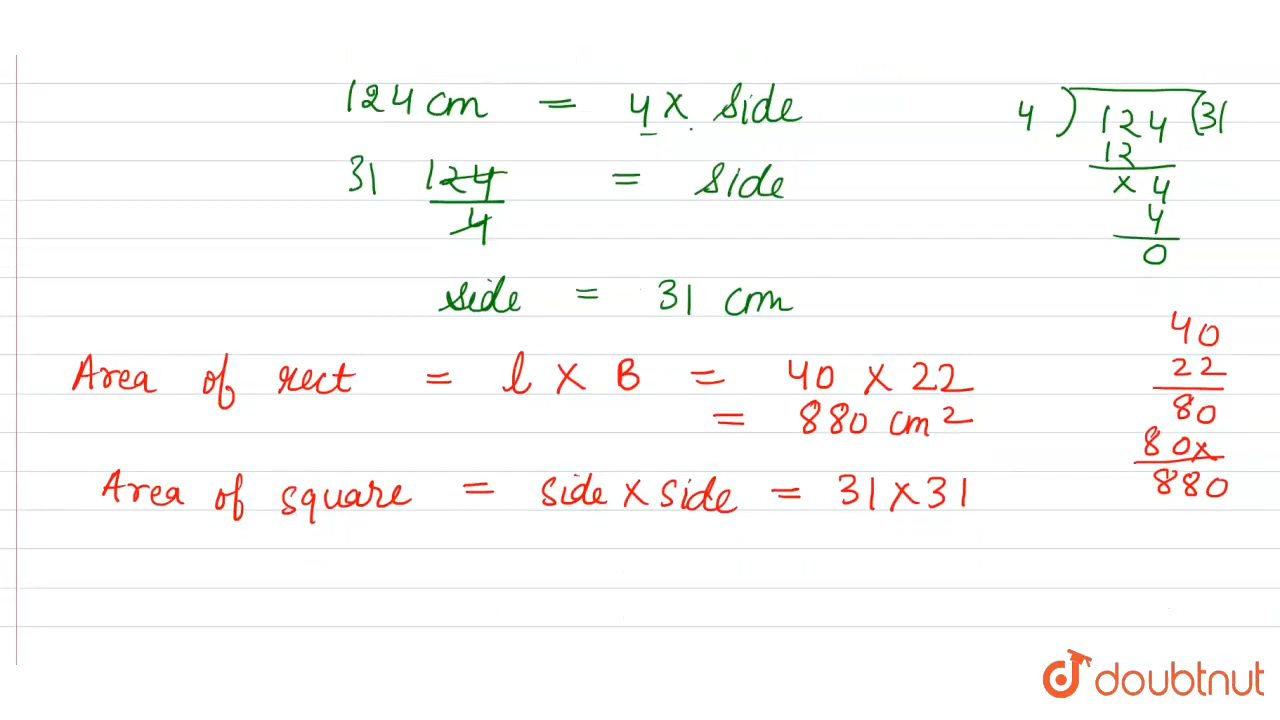 124 cm = 4 x side
31 124/4 = side
side = 31 cm
Area of rect = l x B = 40 x 22
= 880 cm²
Area of square = side x side = 31 x 31
4 ) 124 ( 31
12
x 4
4
0
40
22
80
80x
880
doubtnut